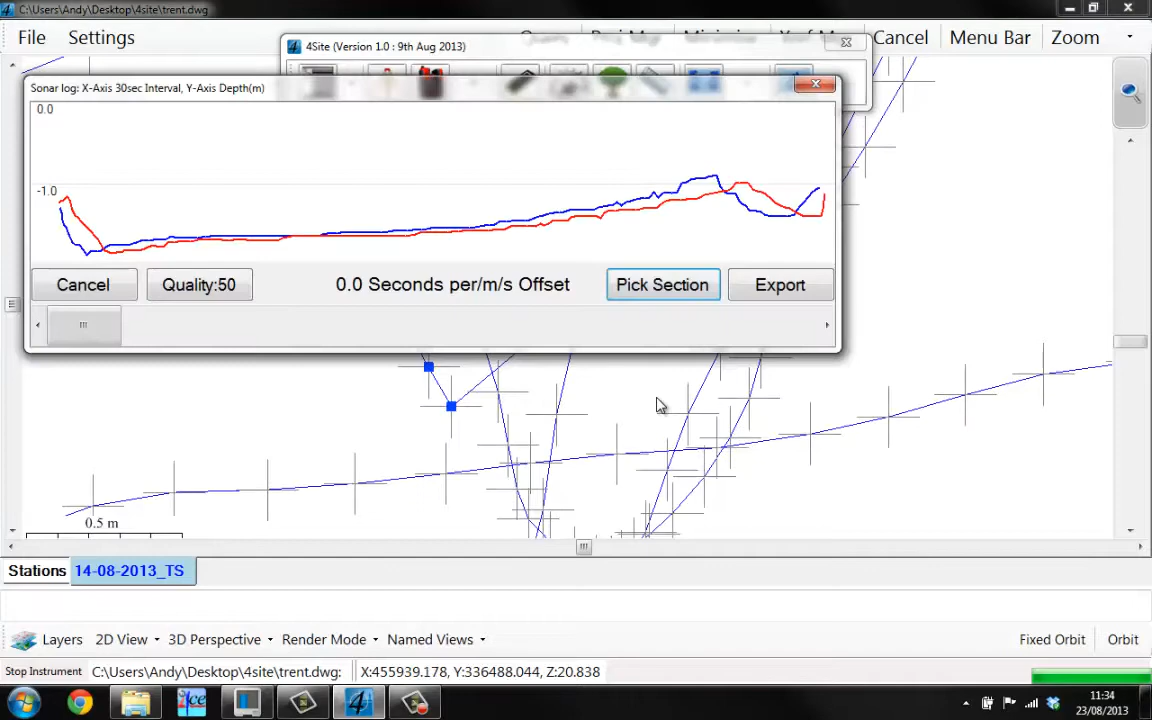 C:\Users\Andy\Desktop\4site\trent.dwg
File Settings Cancel Menu Bar Zoom
4Site (Version 1.0 : 9th Aug 2013)
Sonar log: X-Axis 30sec Interval, Y-Axis Depth(m)
0.0
-1.0
Cancel Quality:50 0.0 Seconds per/m/s Offset Pick Section Export
0.5 m
Stations 14-08-2013_TS
Layers 2D View 3D Perspective Render Mode Named Views Fixed Orbit Orbit
Stop Instrument C:\Users\Andy\Desktop\4site\trent.dwg: X:455939.178, Y:336488.044, Z:20.838
11:34
23/08/2013